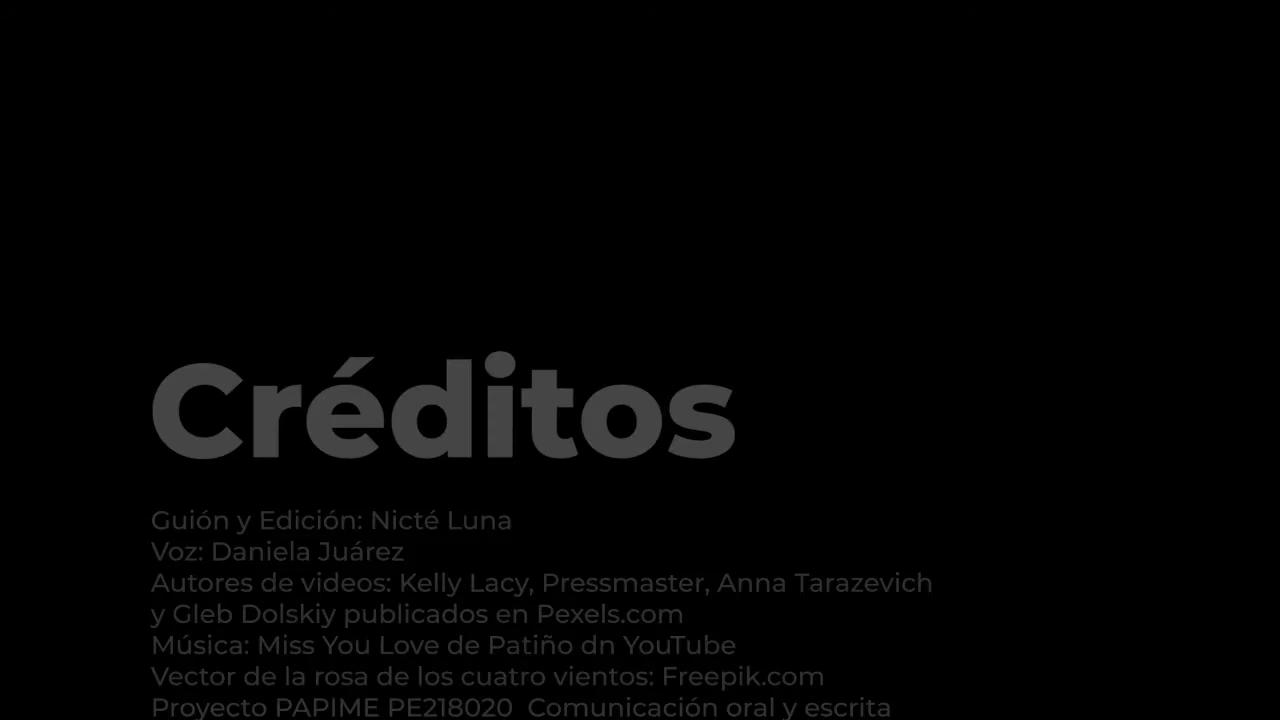 Créditos
Guión y Edición: Nicté Luna
Voz: Daniela Juárez
Autores de videos: Kelly Lacy, Pressmaster, Anna Tarazevich
y Gleb Dolskiy publicados en Pexels.com
Música: Miss You Love de Patiño dn YouTube
Vector de la rosa de los cuatro vientos: Freepik.com
Proyecto PAPIME PE218020  Comunicación oral y escrita